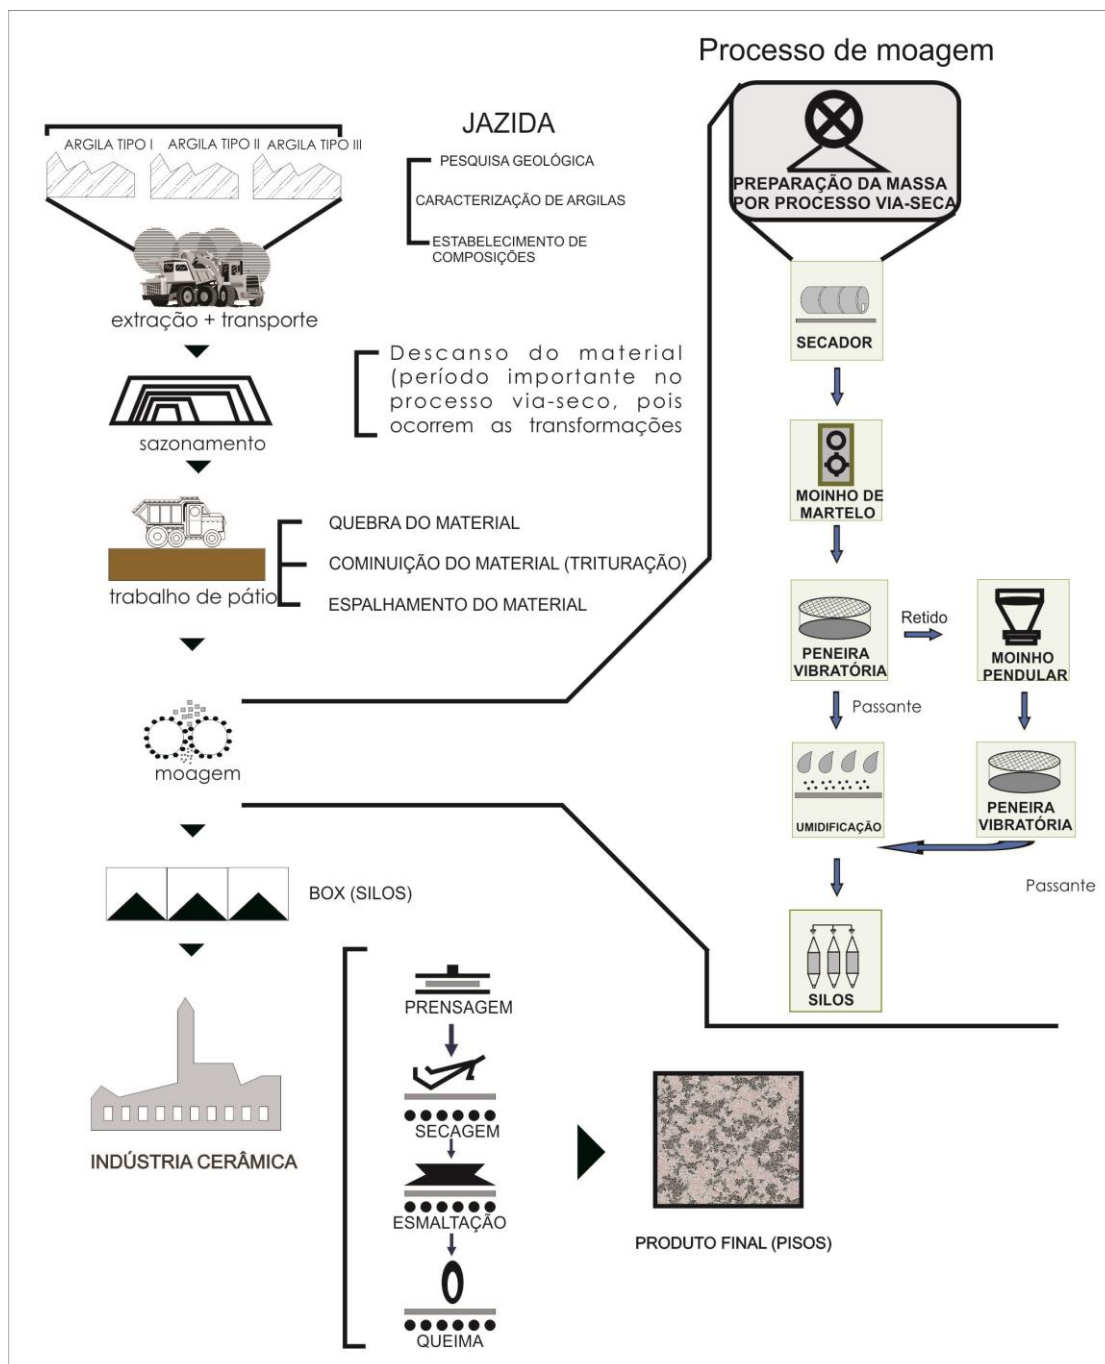 Processo de moagem
JAZIDA
ARGILA TIPO I
ARGILA TIPO II
ARGILA TIPO III
PESQUISA GEOLÓGICA
CARACTERIZAÇÃO DE ARGILAS
ESTABELECIMENTO DE
COMPOSIÇÕES
extração + transporte
Descanso do material
(período importante no
processo via-seco, pois
ocorrem as transformações
sazonamento
QUEBRA DO MATERIAL
COMINUIÇÃO DO MATERIAL (TRITURAÇÃO)
ESPALHAMENTO DO MATERIAL
trabalho de pátio
moagem
BOX (SILOS)
INDÚSTRIA CERÂMICA
PRENSAGEM
SECAGEM
ESMALTAÇÃO
QUEIMA
PRODUTO FINAL (PISOS)
PREPARAÇÃO DA MASSA
POR PROCESSO VIA-SECA
SECADOR
MOINHO DE
MARTELO
PENEIRA
VIBRATÓRIA
Retido
MOINHO
PENDULAR
Passante
UMIDIFICAÇÃO
PENEIRA
VIBRATÓRIA
Passante
SILOS